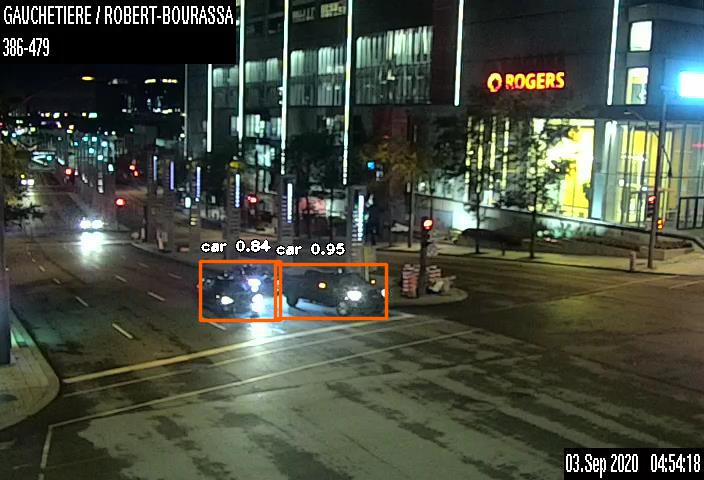 GAUCHETIERE / ROBERT-BOURASSA
386-479
ROGERS
car 0.84
car 0.95
03.Sep 2020 04:54:18